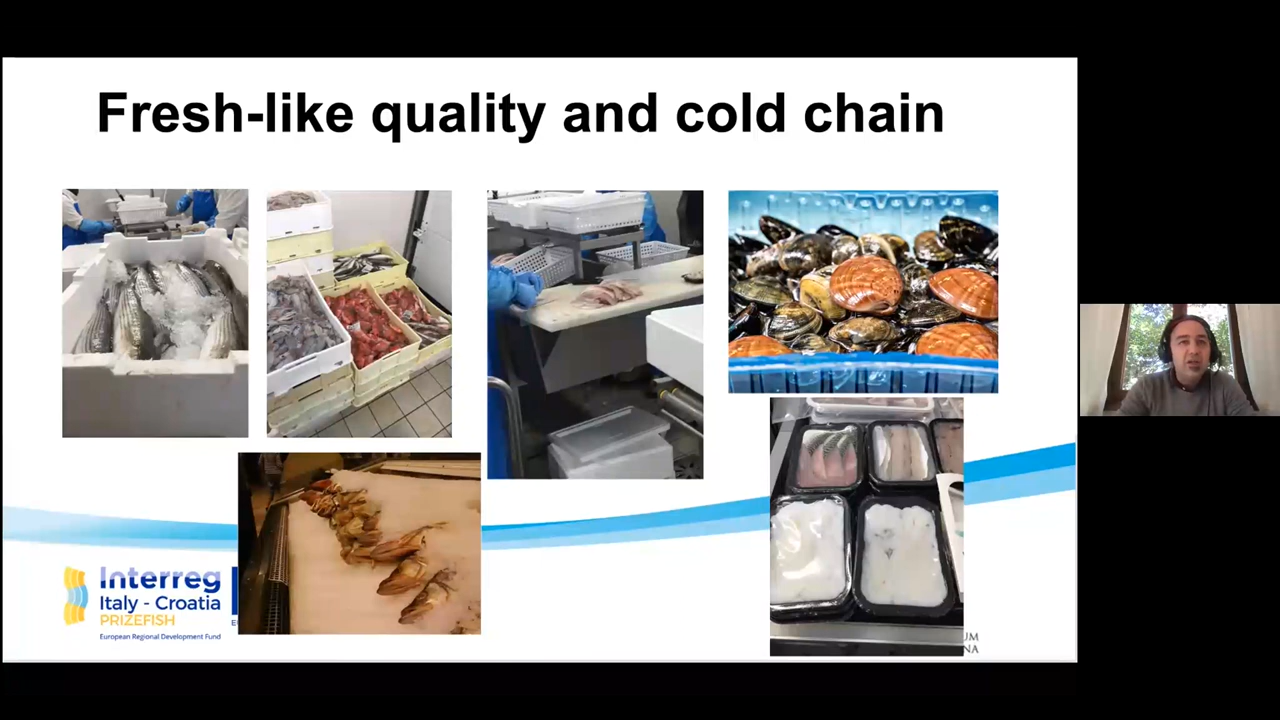 Fresh-like quality and cold chain
Interreg
Italy - Croatia
PRIZEFISH
European Regional Development Fund